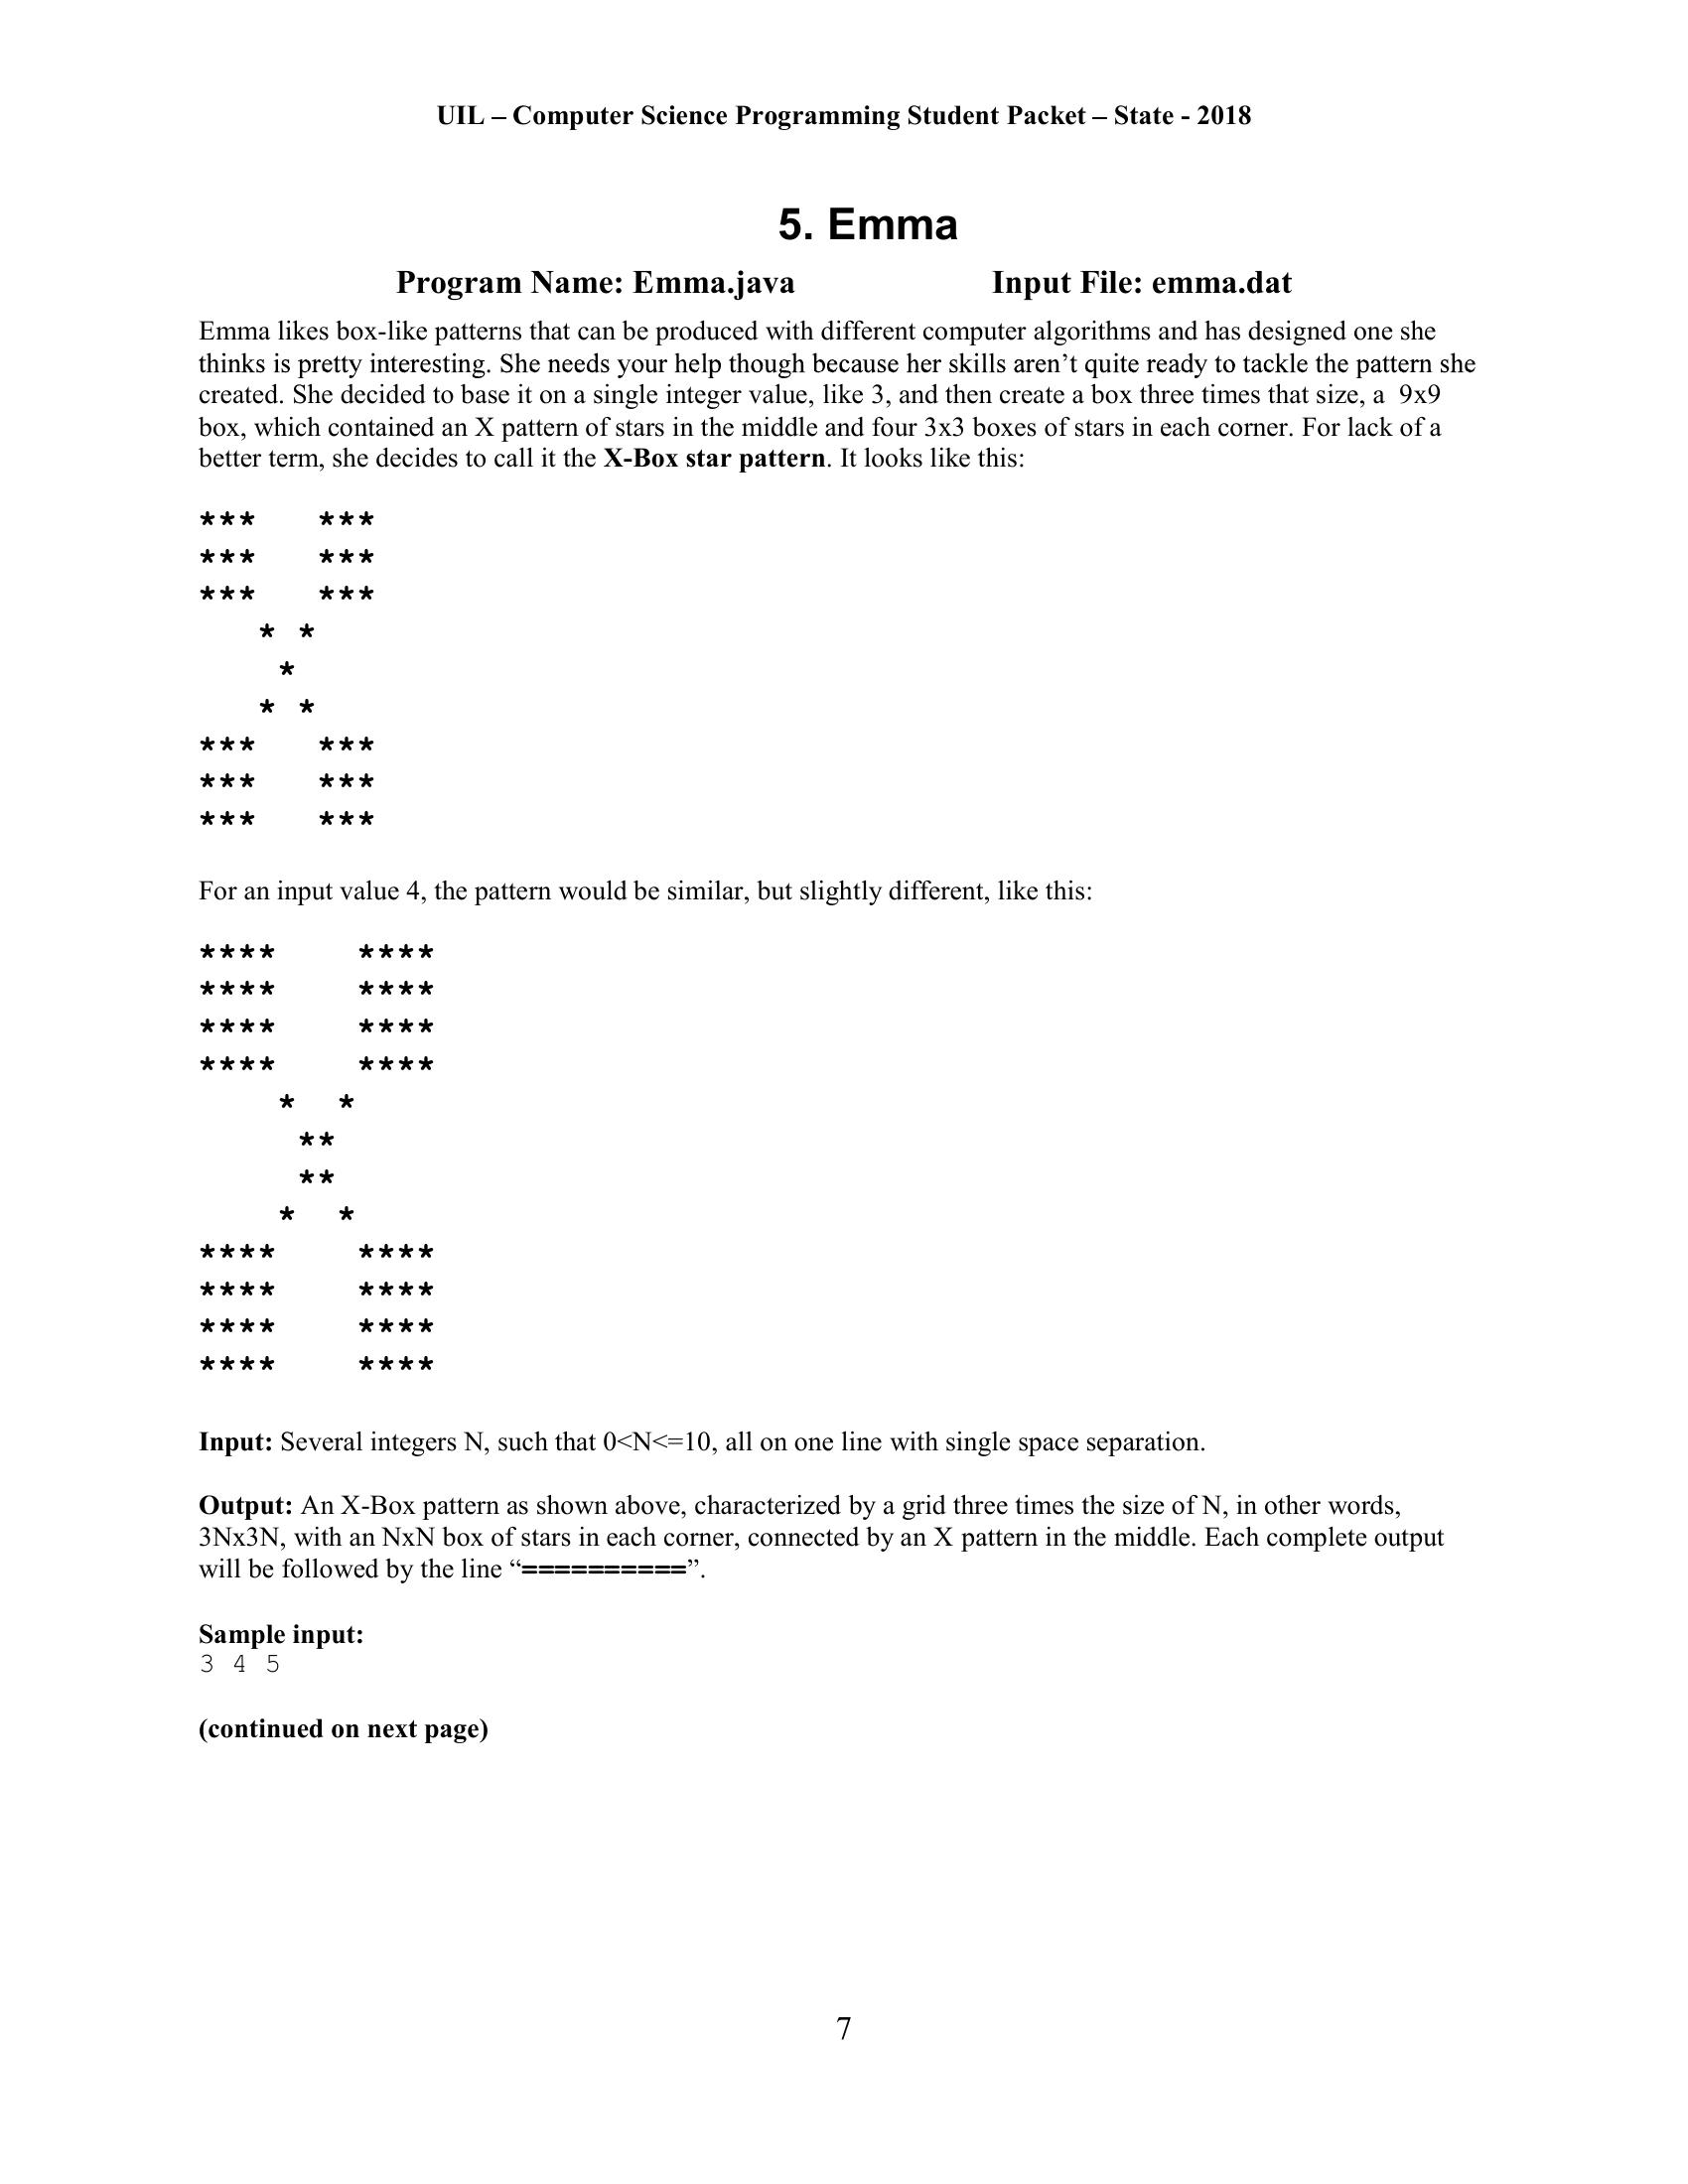 UIL – Computer Science Programming Student Packet – State - 2018
5. Emma
Program Name: Emma.java Input File: emma.dat
Emma likes box-like patterns that can be produced with different computer algorithms and has designed one she
thinks is pretty interesting. She needs your help though because her skills aren’t quite ready to tackle the pattern she
created. She decided to base it on a single integer value, like 3, and then create a box three times that size, a  9x9
box, which contained an X pattern of stars in the middle and four 3x3 boxes of stars in each corner. For lack of a
better term, she decides to call it the X-Box star pattern. It looks like this:
***   ***
***   ***
***   ***
   * *
    *
   * *
***   ***
***   ***
***   ***
For an input value 4, the pattern would be similar, but slightly different, like this:
****    ****
****    ****
****    ****
****    ****
    *  *
     **
     **
    *  *
****    ****
****    ****
****    ****
****    ****
Input: Several integers N, such that 0<N<=10, all on one line with single space separation.
Output: An X-Box pattern as shown above, characterized by a grid three times the size of N, in other words,
3Nx3N, with an NxN box of stars in each corner, connected by an X pattern in the middle. Each complete output
will be followed by the line “==========”.
Sample input:
3 4 5
(continued on next page)
7